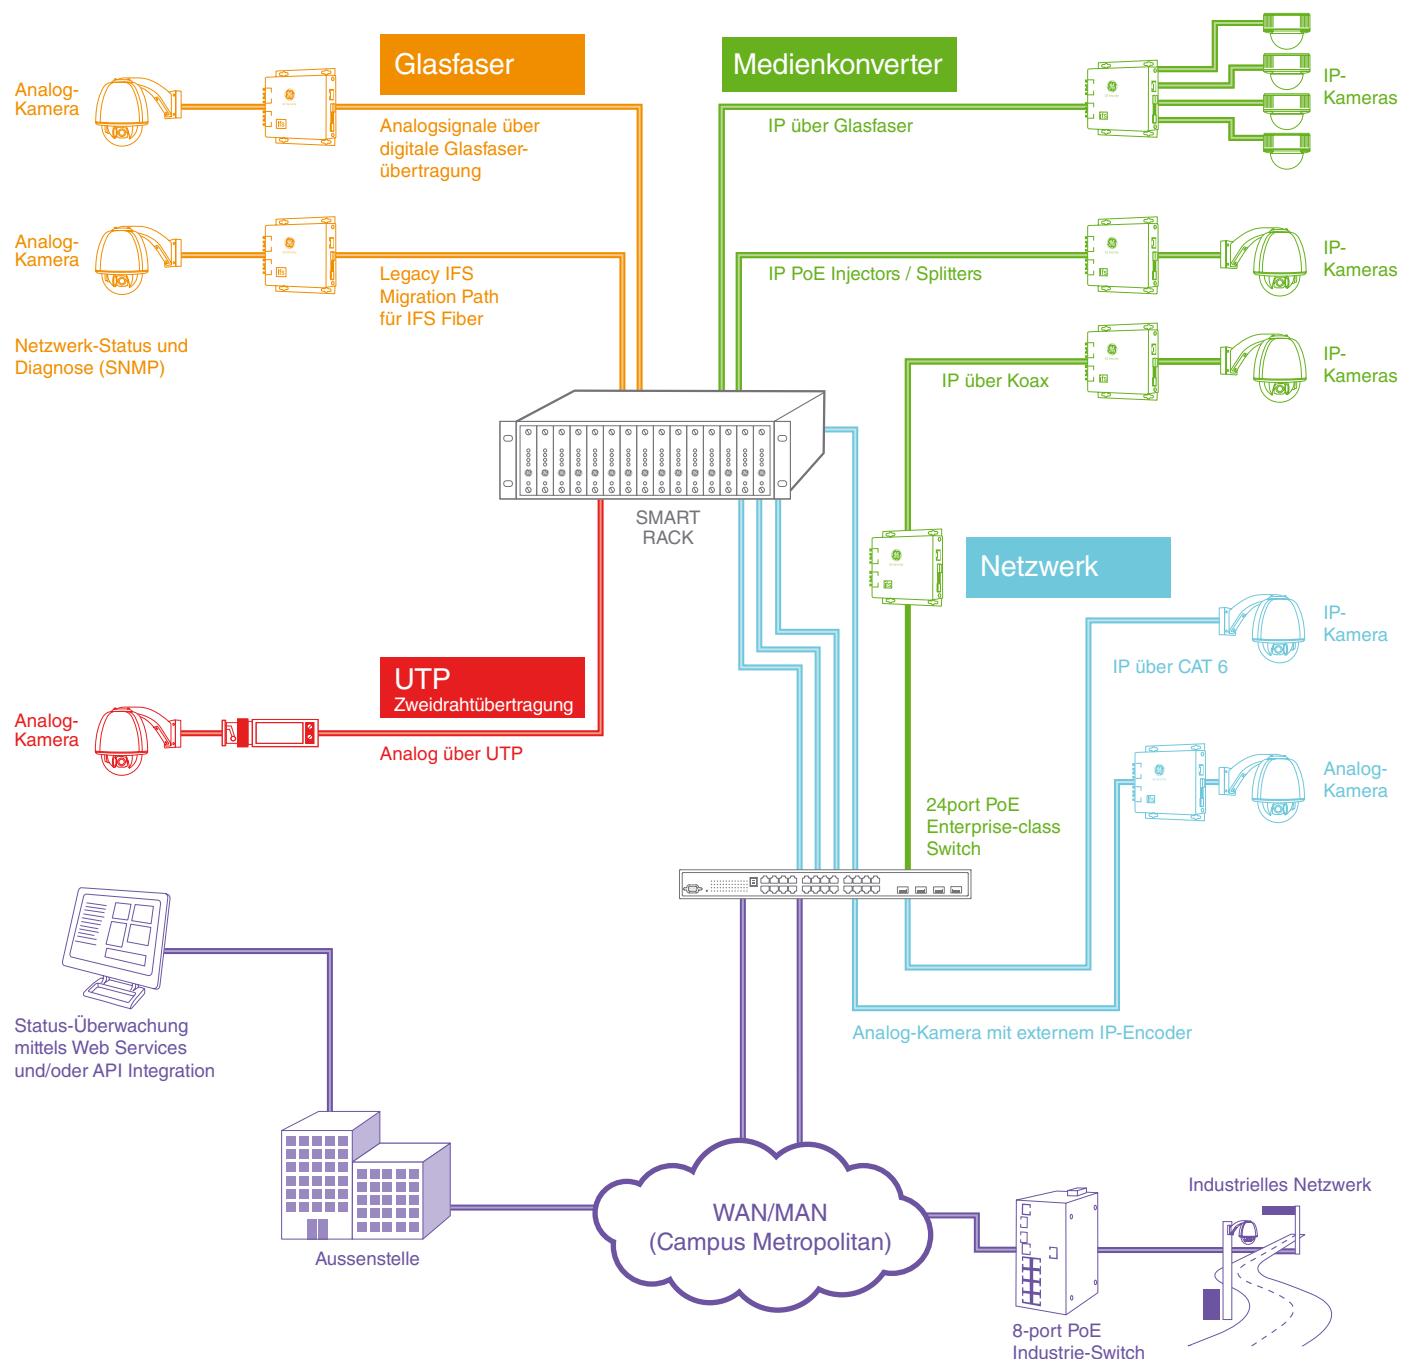 Glasfaser
Analog-
Kamera
Analogsignale über
digitale Glasfaser-
übertragung
Analog-
Kamera
Legacy IFS
Migration Path
für IFS Fiber
Netzwerk-Status und
Diagnose (SNMP)
Medienkonverter
IP über Glasfaser
IP-
Kameras
IP PoE Injectors / Splitters
IP-
Kameras
IP über Koax
IP-
Kameras
SMART
RACK
Netzwerk
IP über CAT 6
IP-
Kamera
UTP
Zweidrahtübertragung
Analog-
Kamera
Analog über UTP
Analog-
Kamera
24port PoE
Enterprise-class
Switch
Analog-Kamera mit externem IP-Encoder
Status-Überwachung
mittels Web Services
und/oder API Integration
Aussenstelle
WAN/MAN
(Campus Metropolitan)
Industrielles Netzwerk
8-port PoE
Industrie-Switch